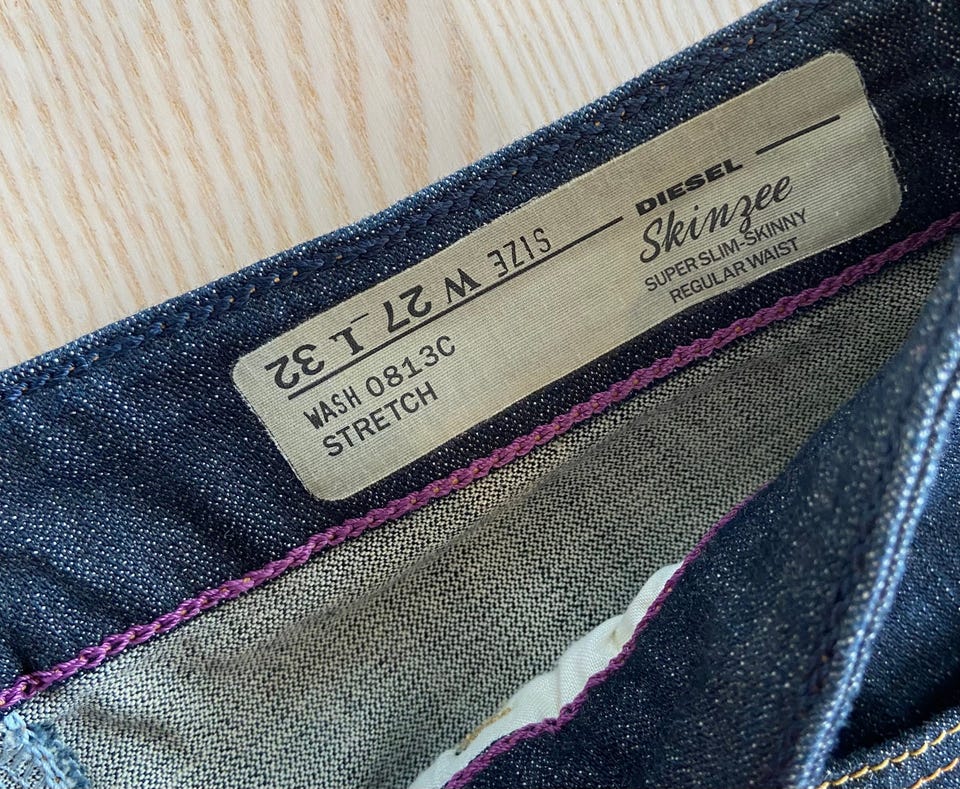 DIESEL
Skinzee
SUPER SLIM-SKINNY
REGULAR WAIST
SIZE W 27 L 32
WASH 0813C
STRETCH